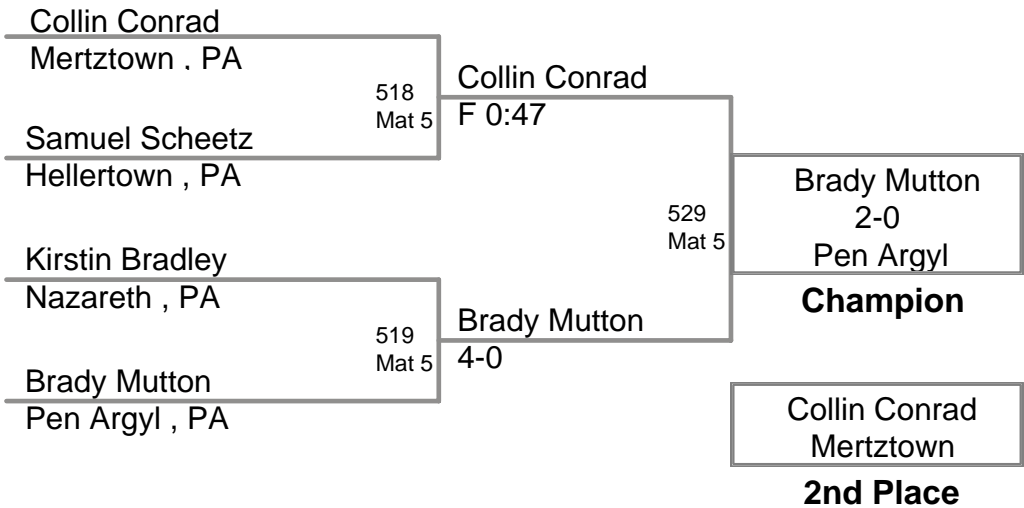 Collin Conrad
Mertztown , PA
518
Mat 5
Samuel Scheetz
Hellertown , PA
Collin Conrad
F 0:47
Kirstin Bradley
Nazareth , PA
519
Mat 5
Brady Mutton
Pen Argyl , PA
Brady Mutton
4-0
529
Mat 5
Brady Mutton
2-0
Pen Argyl
Champion
Collin Conrad
Mertztown
2nd Place